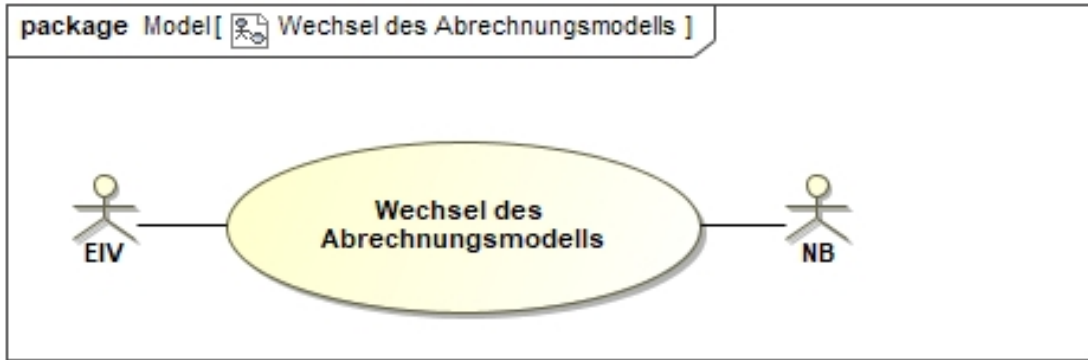 package Model[ Wechsel des Abrechnungsmodells ]
Wechsel des
Abrechnungsmodells
EIV
NB